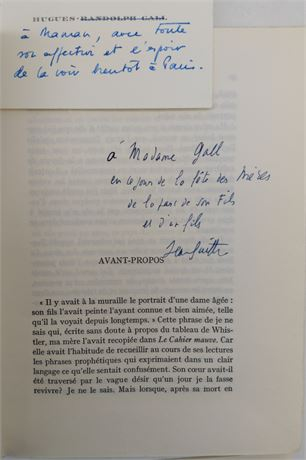 HUGUES-RANDOLPH GALL
à Maman, avec toute
son affection et l'espoir
de la voir bientôt à Paris.
à Madame Gall
en ce jour de la fête des Mères
de la part de son fils
et d'un fils
Jean Guitton
AVANT-PROPOS
« Il y avait à la muraille le portrait d'une dame âgée :
son fils l'avait peinte l'ayant connue et bien aimée, telle
qu'il la voyait depuis longtemps. » Cette phrase de je ne
sais qui, écrite sans doute à propos du tableau de Whis-
tler, ma mère l'avait recopiée dans Le Cahier mauve. Car
elle avait l'habitude de recueillir au cours de ses lectures
les phrases prophétiques qui exprimaient dans un clair
langage ce qu'elle sentait confusément. Son cœur avait-il
été traversé par le vague désir qu'un jour je la fasse
revivre? Je ne le sais. Mais lorsque, après sa mort en